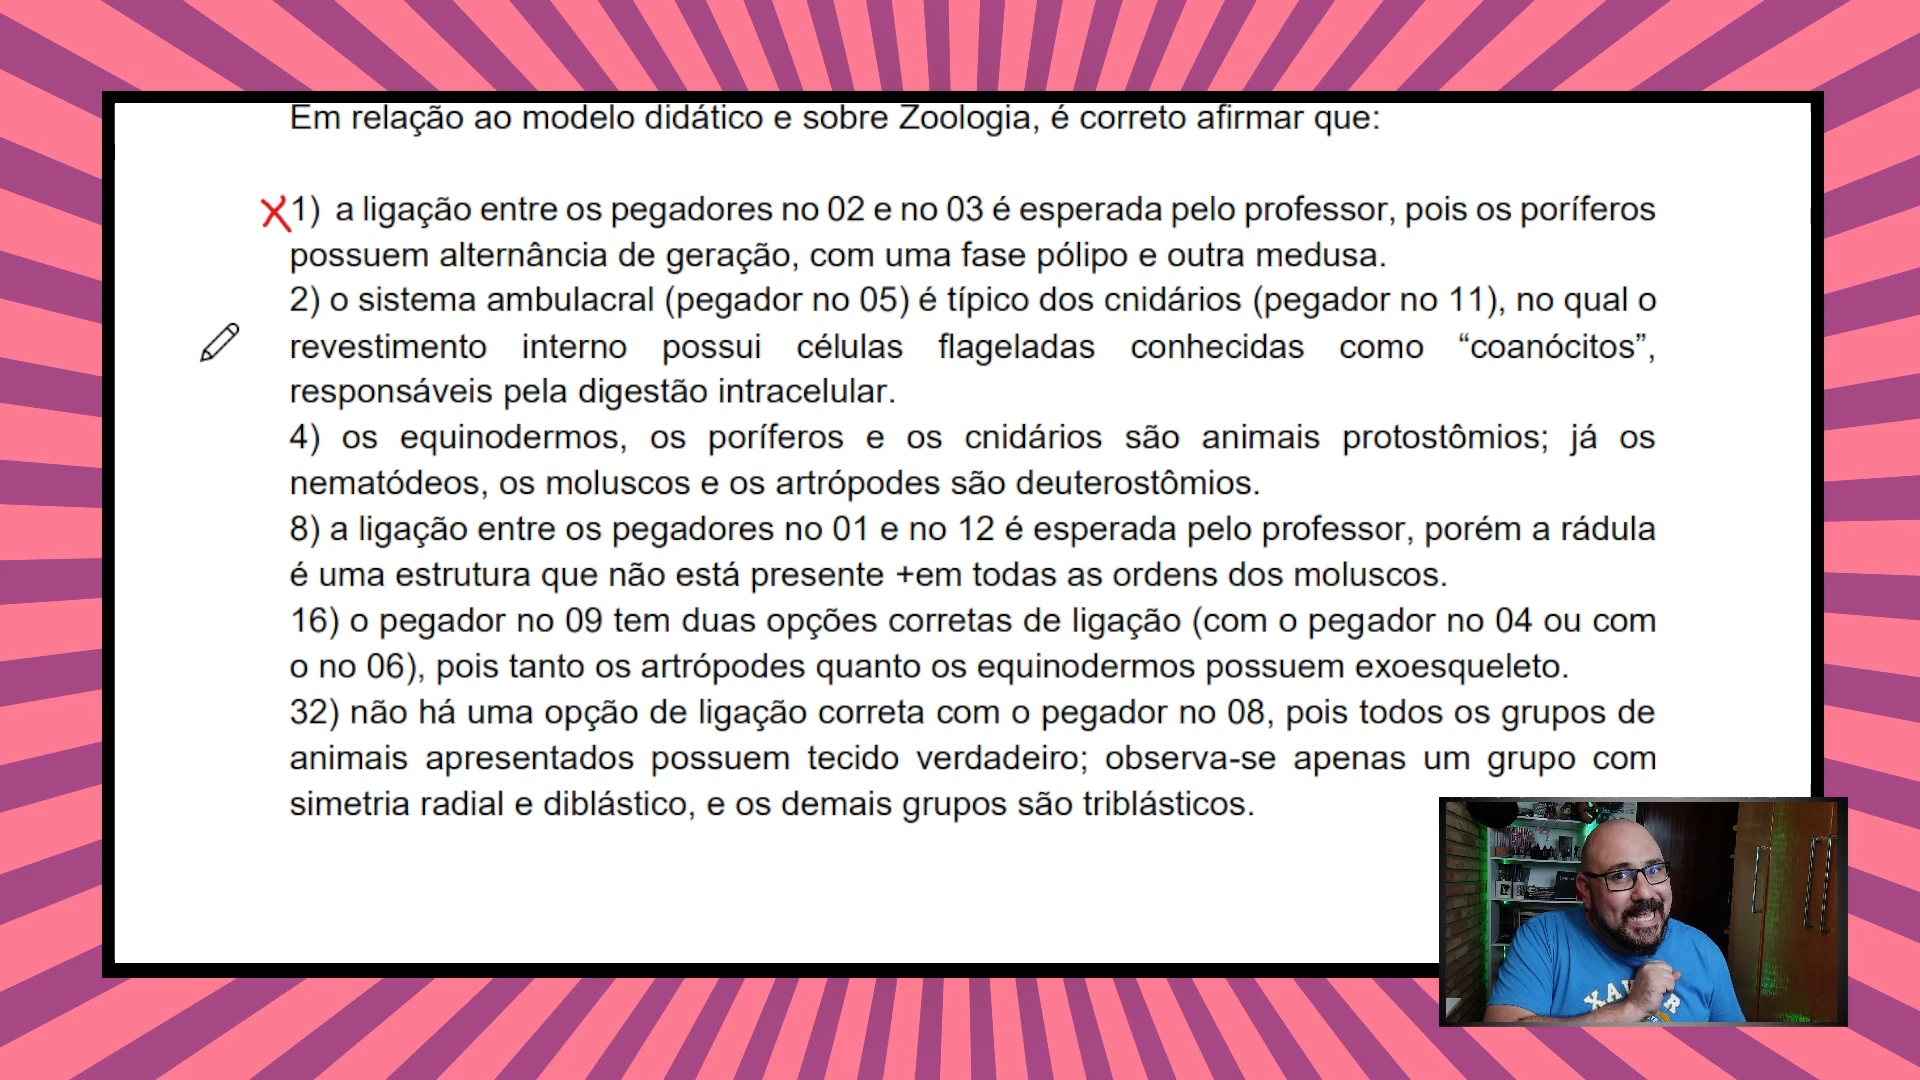 Em relação ao modelo didático e sobre Zoologia, é correto afirmar que:
X1) a ligação entre os pegadores no 02 e no 03 é esperada pelo professor, pois os poríferos
possuem alternância de geração, com uma fase pólipo e outra medusa.
2) o sistema ambulacral (pegador no 05) é típico dos cnidários (pegador no 11), no qual o
revestimento interno possui células flageladas conhecidas como “coanócitos”,
responsáveis pela digestão intracelular.
4) os equinodermos, os poríferos e os cnidários são animais protostômios; já os
nematódeos, os moluscos e os artrópodes são deuterostômios.
8) a ligação entre os pegadores no 01 e no 12 é esperada pelo professor, porém a rádula
é uma estrutura que não está presente +em todas as ordens dos moluscos.
16) o pegador no 09 tem duas opções corretas de ligação (com o pegador no 04 ou com
o no 06), pois tanto os artrópodes quanto os equinodermos possuem exoesqueleto.
32) não há uma opção de ligação correta com o pegador no 08, pois todos os grupos de
animais apresentados possuem tecido verdadeiro; observa-se apenas um grupo com
simetria radial e diblástico, e os demais grupos são triblásticos.